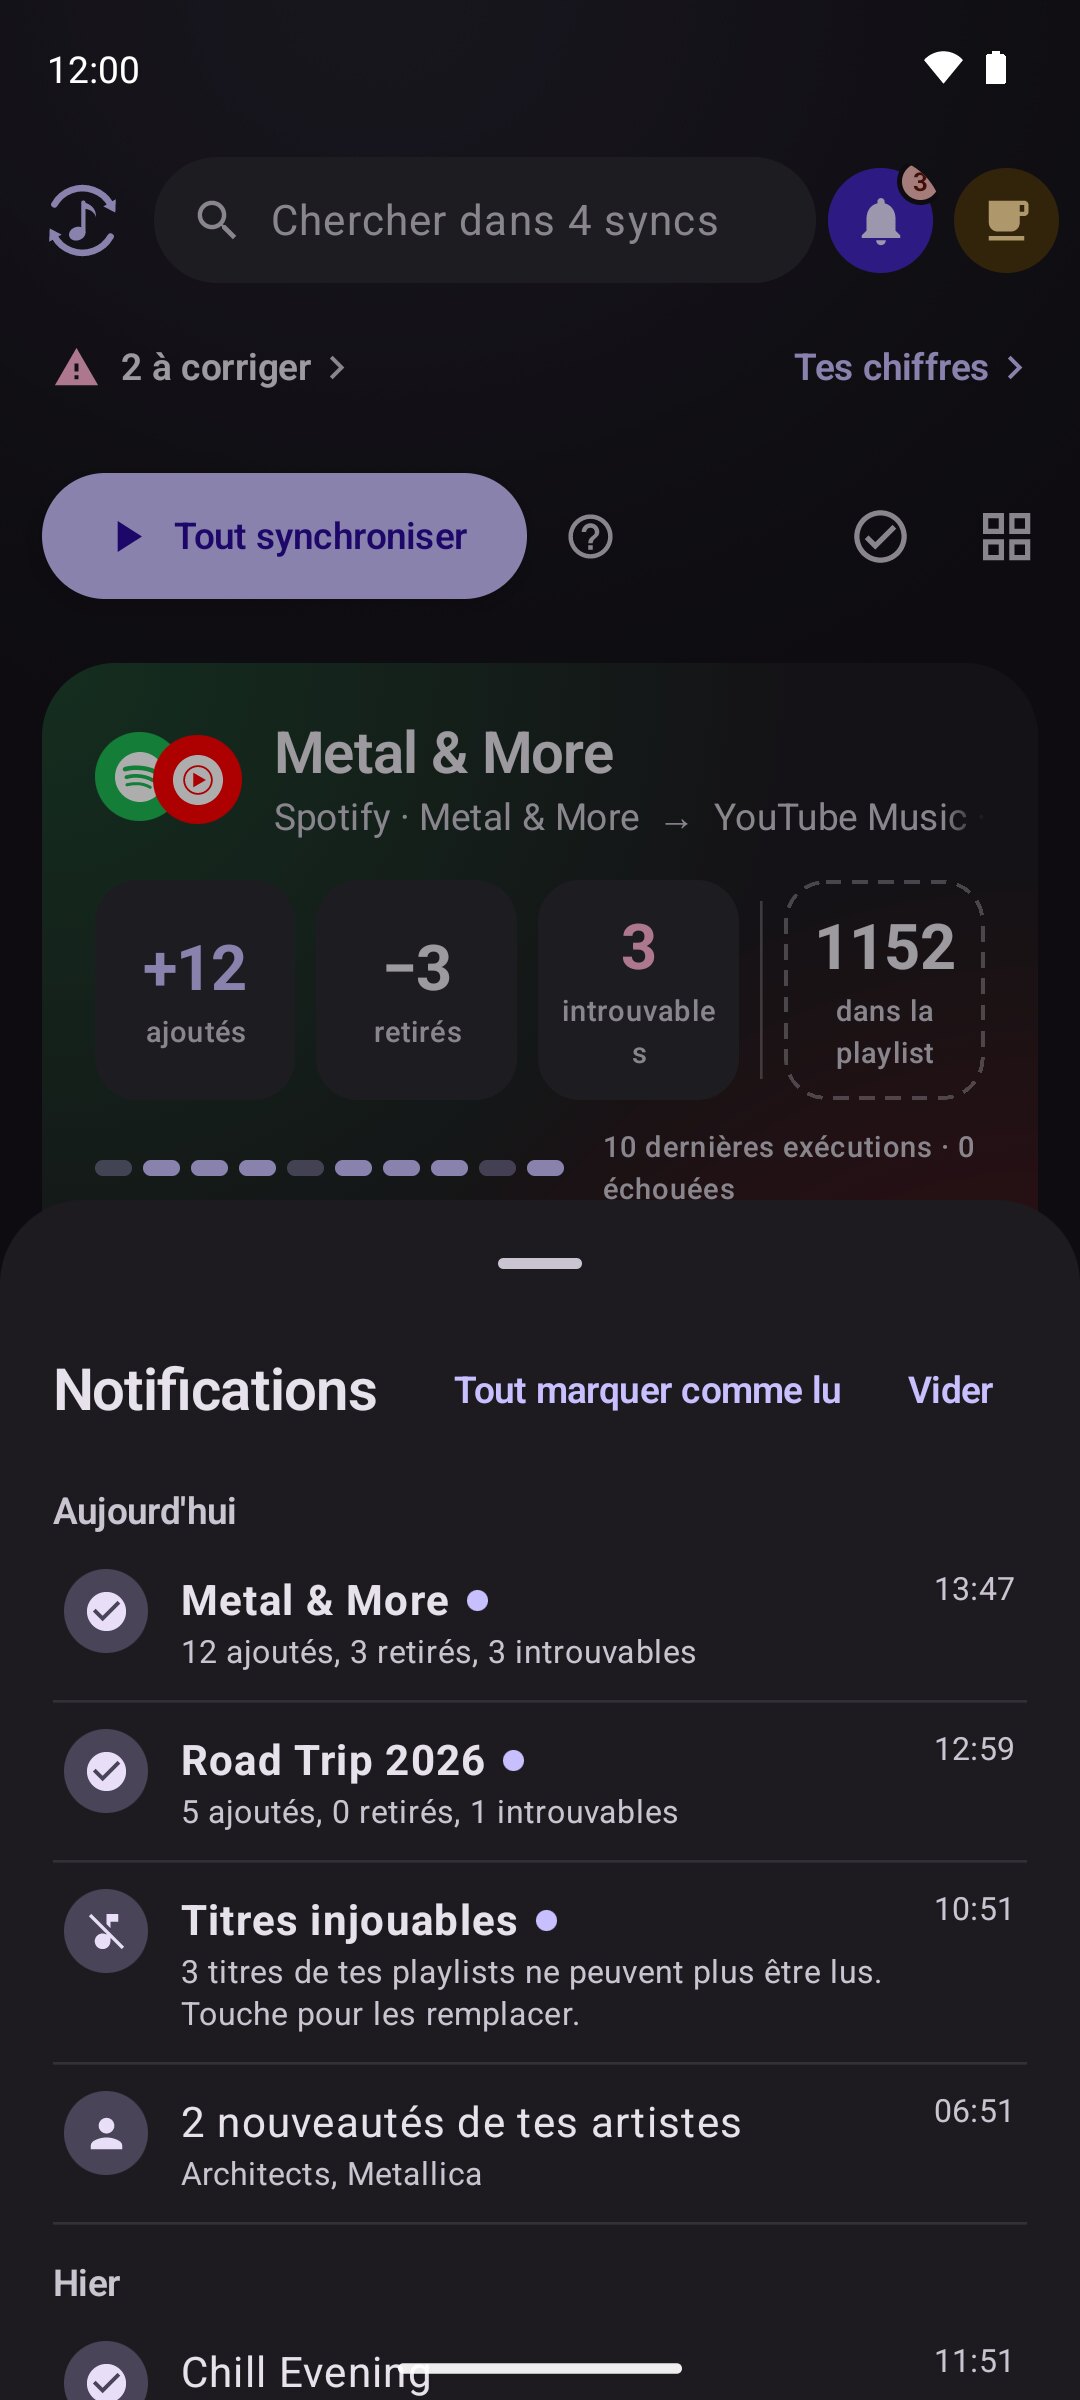 12:00
Chercher dans 4 syncs
3
2 à corriger
Tes chiffres
Tout synchroniser
Metal & More
Spotify · Metal & More → YouTube Music
+12
ajoutés
−3
retirés
3
introuvable
s
1152
dans la
playlist
10 dernières exécutions · 0
échouées
Notifications
Tout marquer comme lu
Vider
Aujourd'hui
Metal & More
13:47
12 ajoutés, 3 retirés, 3 introuvables
Road Trip 2026
12:59
5 ajoutés, 0 retirés, 1 introuvables
Titres injouables
10:51
3 titres de tes playlists ne peuvent plus être lus.
Touche pour les remplacer.
2 nouveautés de tes artistes
06:51
Architects, Metallica
Hier
Chill Evening
11:51